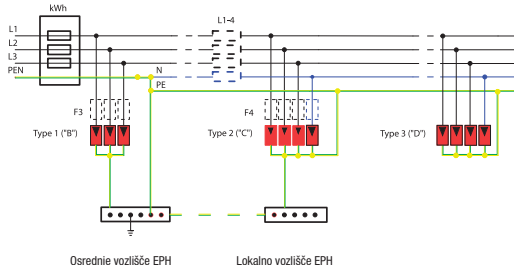 kWh
L1-4
L1
L2
L3
PEN
N
PE
F3
F4
Type 1 ("B")
Type 2 ("C")
Type 3 ("D")
Osrednje vozlišče EPH
Lokalno vozlišče EPH